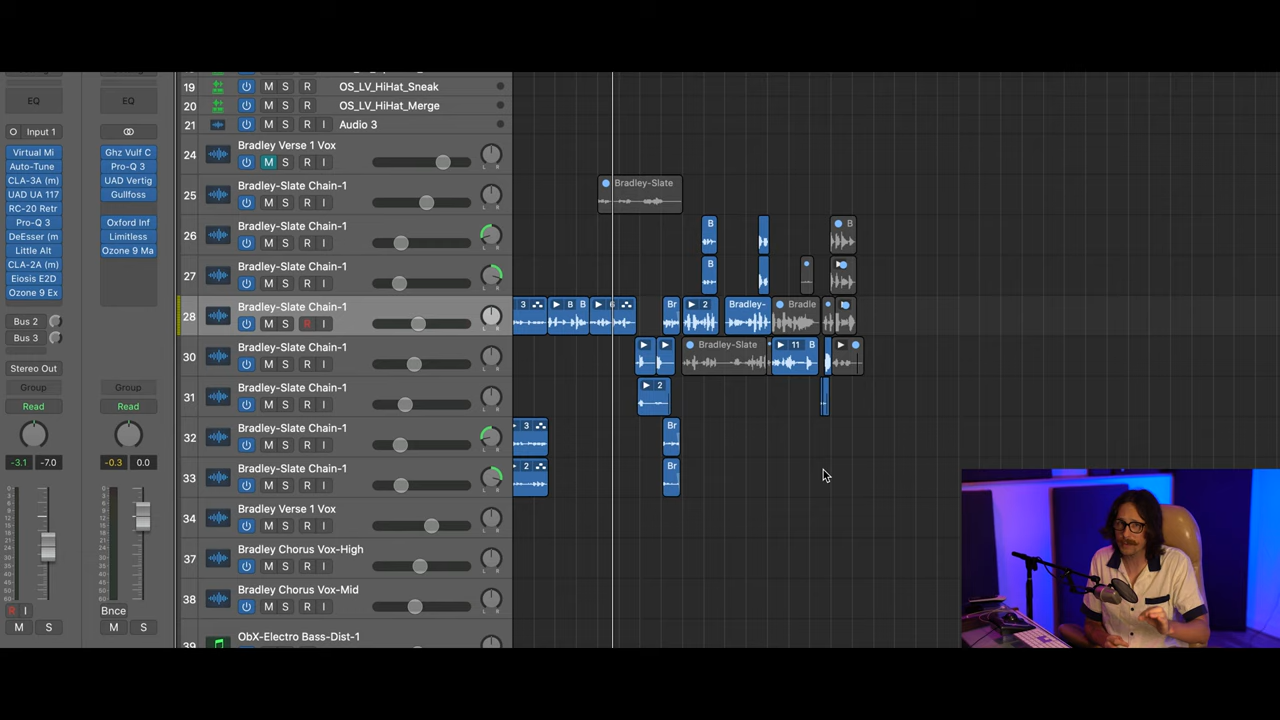 19 M S R OS_LV_HiHat_Sneak
EQ EQ
20 M S R OS_LV_HiHat_Merge
21 M S R I Audio 3
Input 1
24 Bradley Verse 1 Vox
M S R I
Virtual Mi Ghz Vulf C
Auto-Tune Pro-Q 3
CLA-3A (m) UAD Vertig
UAD UA 117 Gullfoss
RC-20 Retr
Pro-Q 3 Oxford Inf
DeEsser (m Limitless
Little Alt Ozone 9 Ma
CLA-2A (m)
Eiosis E2D
Ozone 9 Ex
25 Bradley-Slate Chain-1
M S R I
Bradley-Slate
26 Bradley-Slate Chain-1
M S R I
B B
27 Bradley-Slate Chain-1
M S R I
B
28 Bradley-Slate Chain-1
M S R I
3 B B 6 Br 2 Bradley- Bradle
Bus 2
Bus 3
30 Bradley-Slate Chain-1
M S R I
Bradley-Slate 11 B
Stereo Out
Group Group
Read Read
31 Bradley-Slate Chain-1
M S R I
2
32 Bradley-Slate Chain-1
M S R I
3 Br
33 Bradley-Slate Chain-1
M S R I
2 Br
-3.1 -7.0 -0.3 0.0
34 Bradley Verse 1 Vox
M S R I
37 Bradley Chorus Vox-High
M S R I
38 Bradley Chorus Vox-Mid
M S R I
R I Bnce
M S M S
39 ObX-Electro Bass-Dist-1